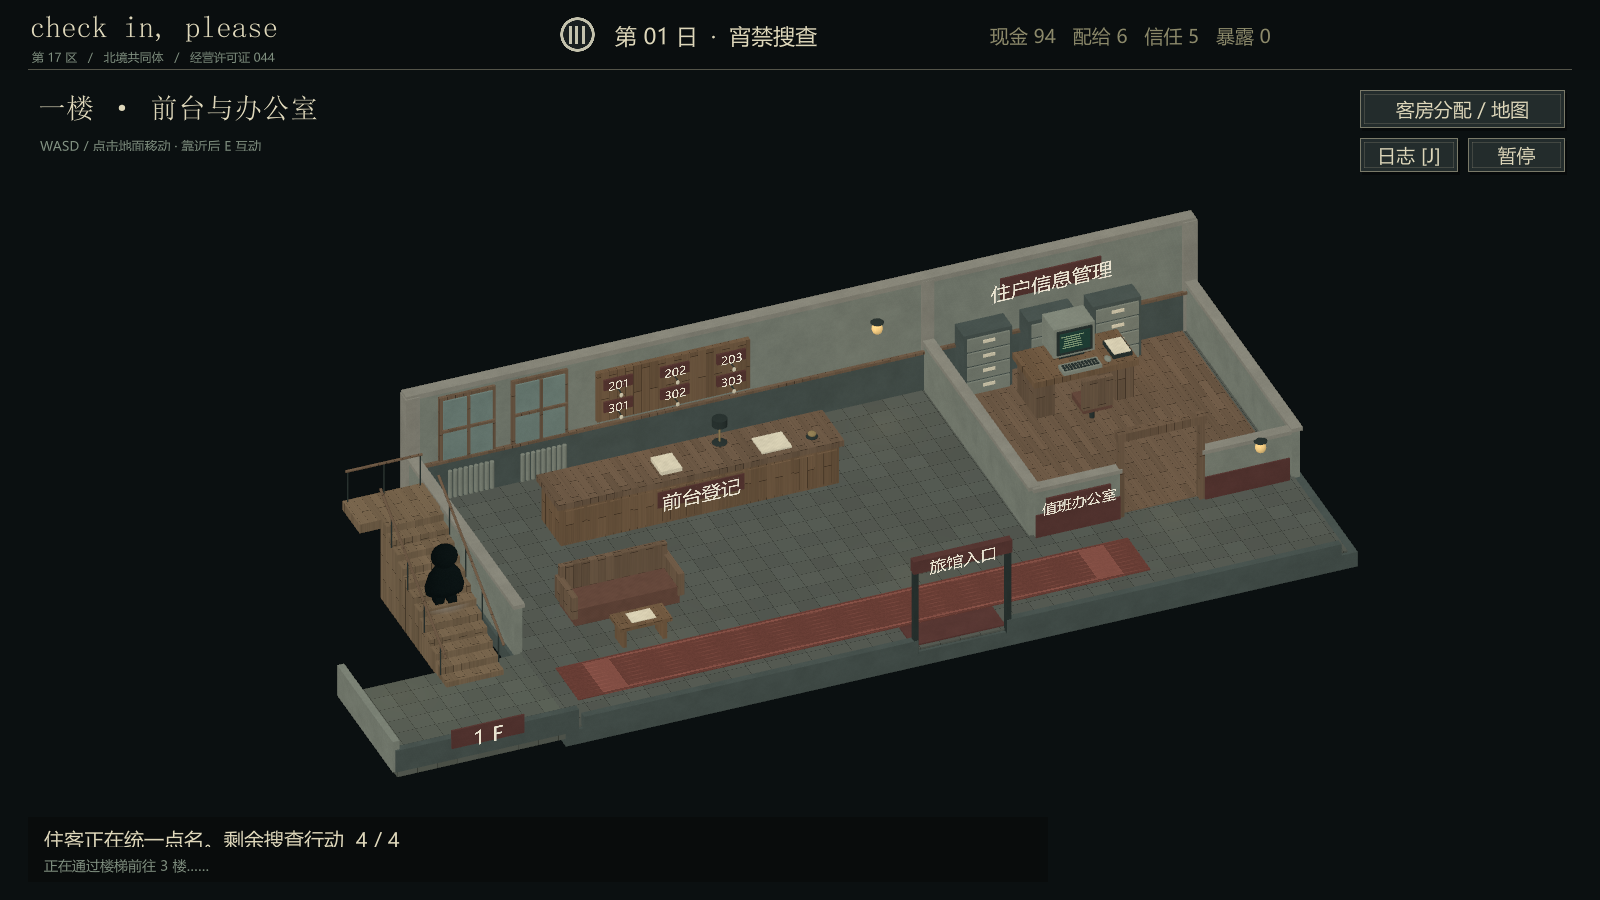 check in, please
第 17 区 / 北境共同体 / 经营许可证 044
第 01 日 · 宵禁搜查
现金 94 配给 6 信任 5 暴露 0
一楼 · 前台与办公室
WASD / 点击地面移动 · 靠近后 E 互动
客房分配 / 地图
日志 [J]
暂停
住户信息管理
201
202
203
301
302
303
前台登记
值班办公室
旅馆入口
1 F
住客正在统一点名。剩余搜查行动 4 / 4
正在通过楼梯前往 3 楼……